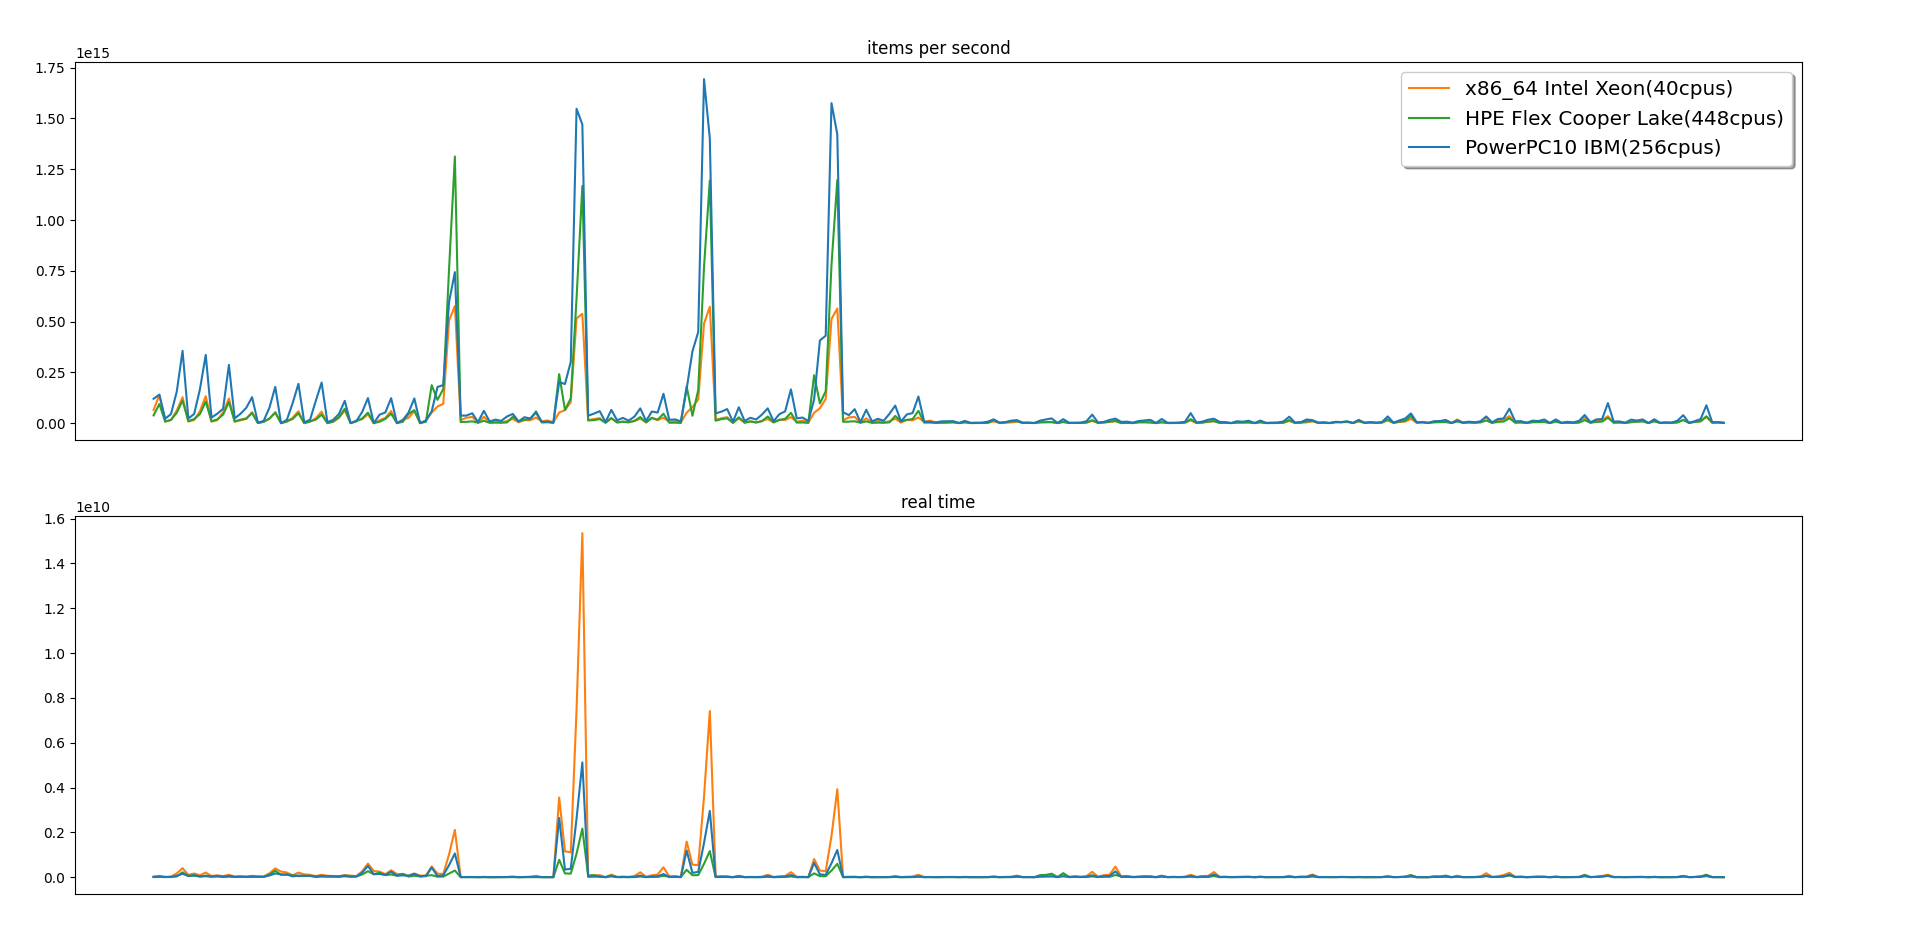 items per second
1e15
1.75
1.50
1.25
1.00
0.75
0.50
0.25
0.00
x86_64 Intel Xeon(40cpus)
HPE Flex Cooper Lake(448cpus)
PowerPC10 IBM(256cpus)
real time
1e10
1.6
1.4
1.2
1.0
0.8
0.6
0.4
0.2
0.0